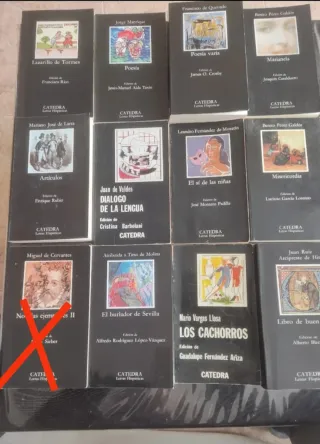 Lazarillo de Tormes
Edición de
Francisco Rico
CATEDRA
Letras Hispánicas
Jorge Manrique
Poesía
Edición de
Jesús-Manuel Alda Tesán
CATEDRA
Letras Hispánicas
Francisco de Quevedo
Poesía varia
Edición de
James O. Crosby
CATEDRA
Letras Hispánicas
Benito Pérez Galdós
Marianela
Edición de
CATEDRA
Letras Hispánicas
Mariano José de Larra
Artículos
Edición de
Enrique Rubio
CATEDRA
Letras Hispánicas
Juan de Valdés
DIALOGO
DE LA LENGUA
Edición de
Cristina Barbolani
CATEDRA
Leandro Fernández de Moratín
El sí de las niñas
Edición de
José Montero Padilla
CATEDRA
Letras Hispánicas
Benito Pérez Galdós
Misericordia
Edición de
Luciano García Lorenzo
CATEDRA
Letras Hispánicas
Miguel de Cervantes
Novelas ejemplares II
Sieber
CATEDRA
Letras Hispánicas
Atribuida a Tirso de Molina
El burlador de Sevilla
Edición de
Alfredo Rodríguez López-Vázquez
CATEDRA
Letras Hispánicas
Mario Vargas Llosa
LOS CACHORROS
Edición de
Guadalupe Fernández Ariza
CATEDRA
Juan Ruiz
Arcipreste de
Libro de buen
Edición de
Alberto
CATEDRA
Letras Hispánicas